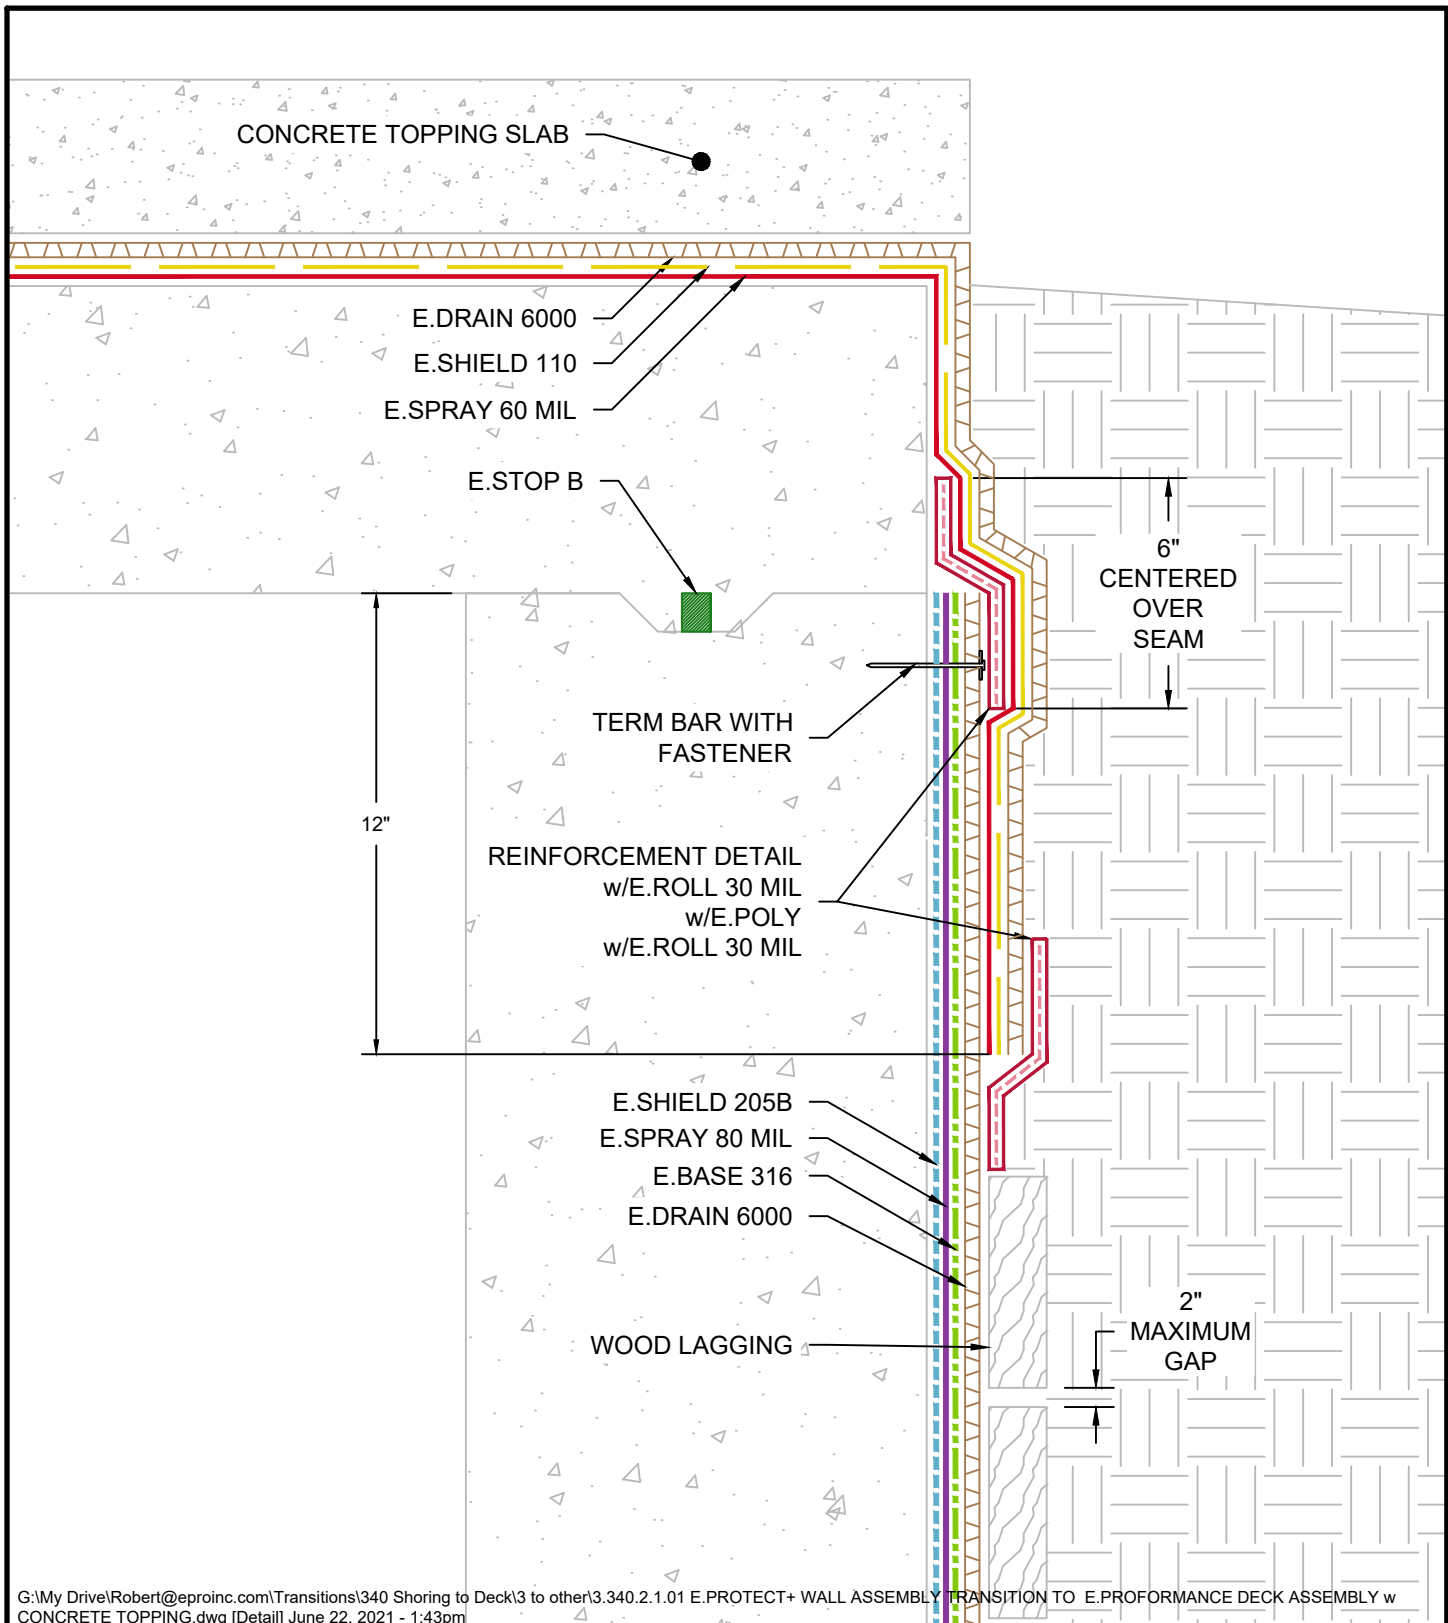 CONCRETE TOPPING SLAB
E.DRAIN 6000
E.SHIELD 110
E.SPRAY 60 MIL
E.STOP B
6"
CENTERED
OVER
SEAM
TERM BAR WITH
FASTENER
12"
REINFORCEMENT DETAIL
w/E.ROLL 30 MIL
w/E.POLY
w/E.ROLL 30 MIL
E.SHIELD 205B
E.SPRAY 80 MIL
E.BASE 316
E.DRAIN 6000
WOOD LAGGING
2"
MAXIMUM
GAP
G:\My Drive\Robert@eproinc.com\Transitions\340 Shoring to Deck\3 to other\3.340.2.1.01 E.PROTECT+ WALL ASSEMBLY TRANSITION TO E.PROFORMANCE DECK ASSEMBLY w
CONCRETE TOPPING.dwg [Detail] June 22, 2021 - 1:43pm